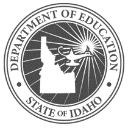 DEPARTMENT OF EDUCATION
STATE OF IDAHO